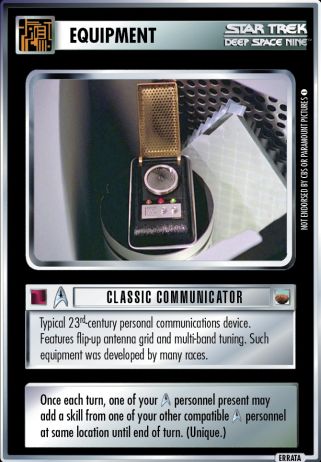 EQUIPMENT
STAR TREK
DEEP SPACE NINE
NOT ENDORSED BY CBS OR PARAMOUNT PICTURES
CLASSIC COMMUNICATOR
Typical 23rd-century personal communications device.
Features flip-up antenna grid and multi-band tuning. Such
equipment was developed by many races.
Once each turn, one of your personnel present may
add a skill from one of your other compatible personnel
at same location until end of turn. (Unique.)
ERRATA